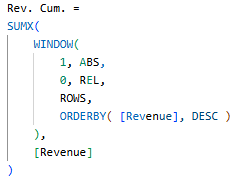 Rev. Cum. =
SUMX(
WINDOW(
1, ABS,
0, REL,
ROWS,
ORDERBY( [Revenue], DESC )
),
[Revenue]
)